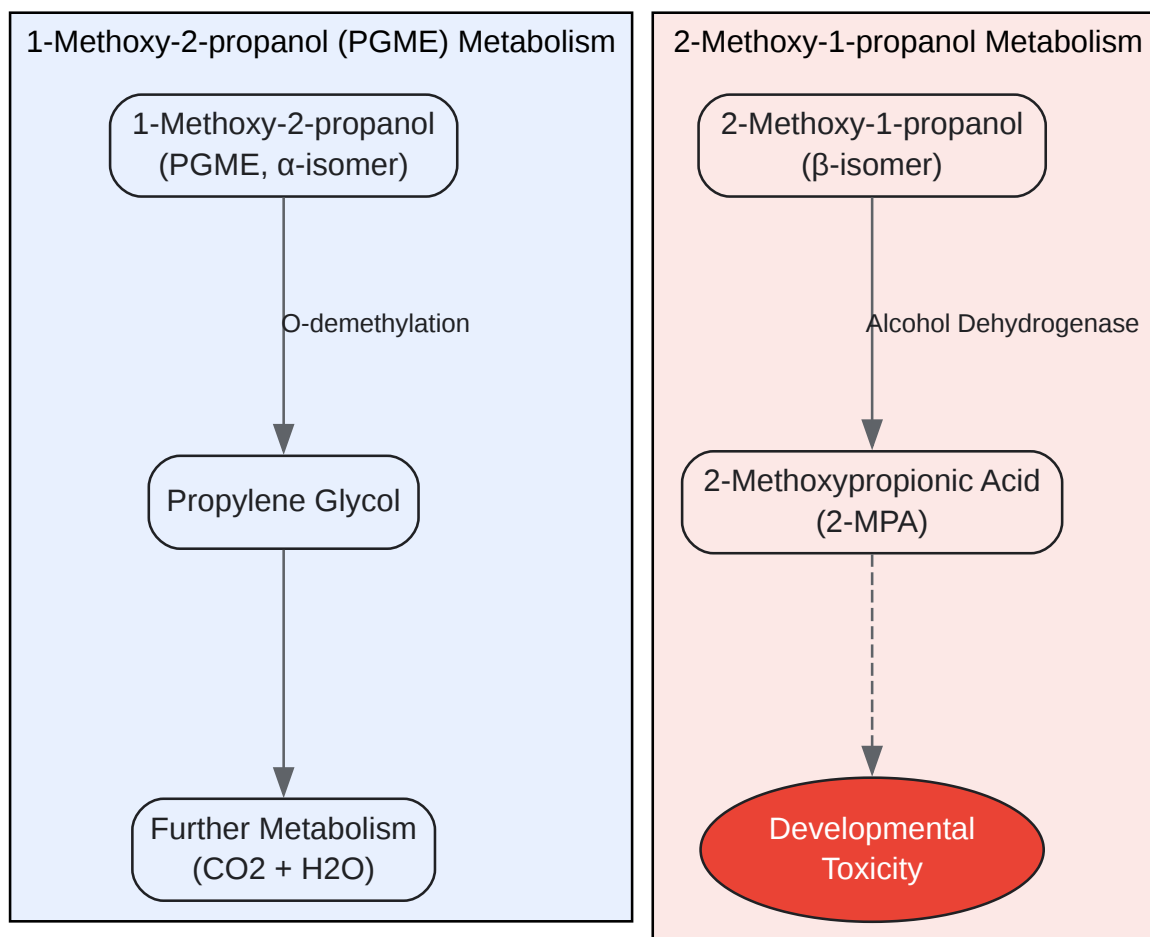 1-Methoxy-2-propanol (PGME) Metabolism
1-Methoxy-2-propanol
(PGME, α-isomer)
O-demethylation
Propylene Glycol
Further Metabolism
(CO2 + H2O)
2-Methoxy-1-propanol Metabolism
2-Methoxy-1-propanol
(β-isomer)
Alcohol Dehydrogenase
2-Methoxypropionic Acid
(2-MPA)
Developmental
Toxicity